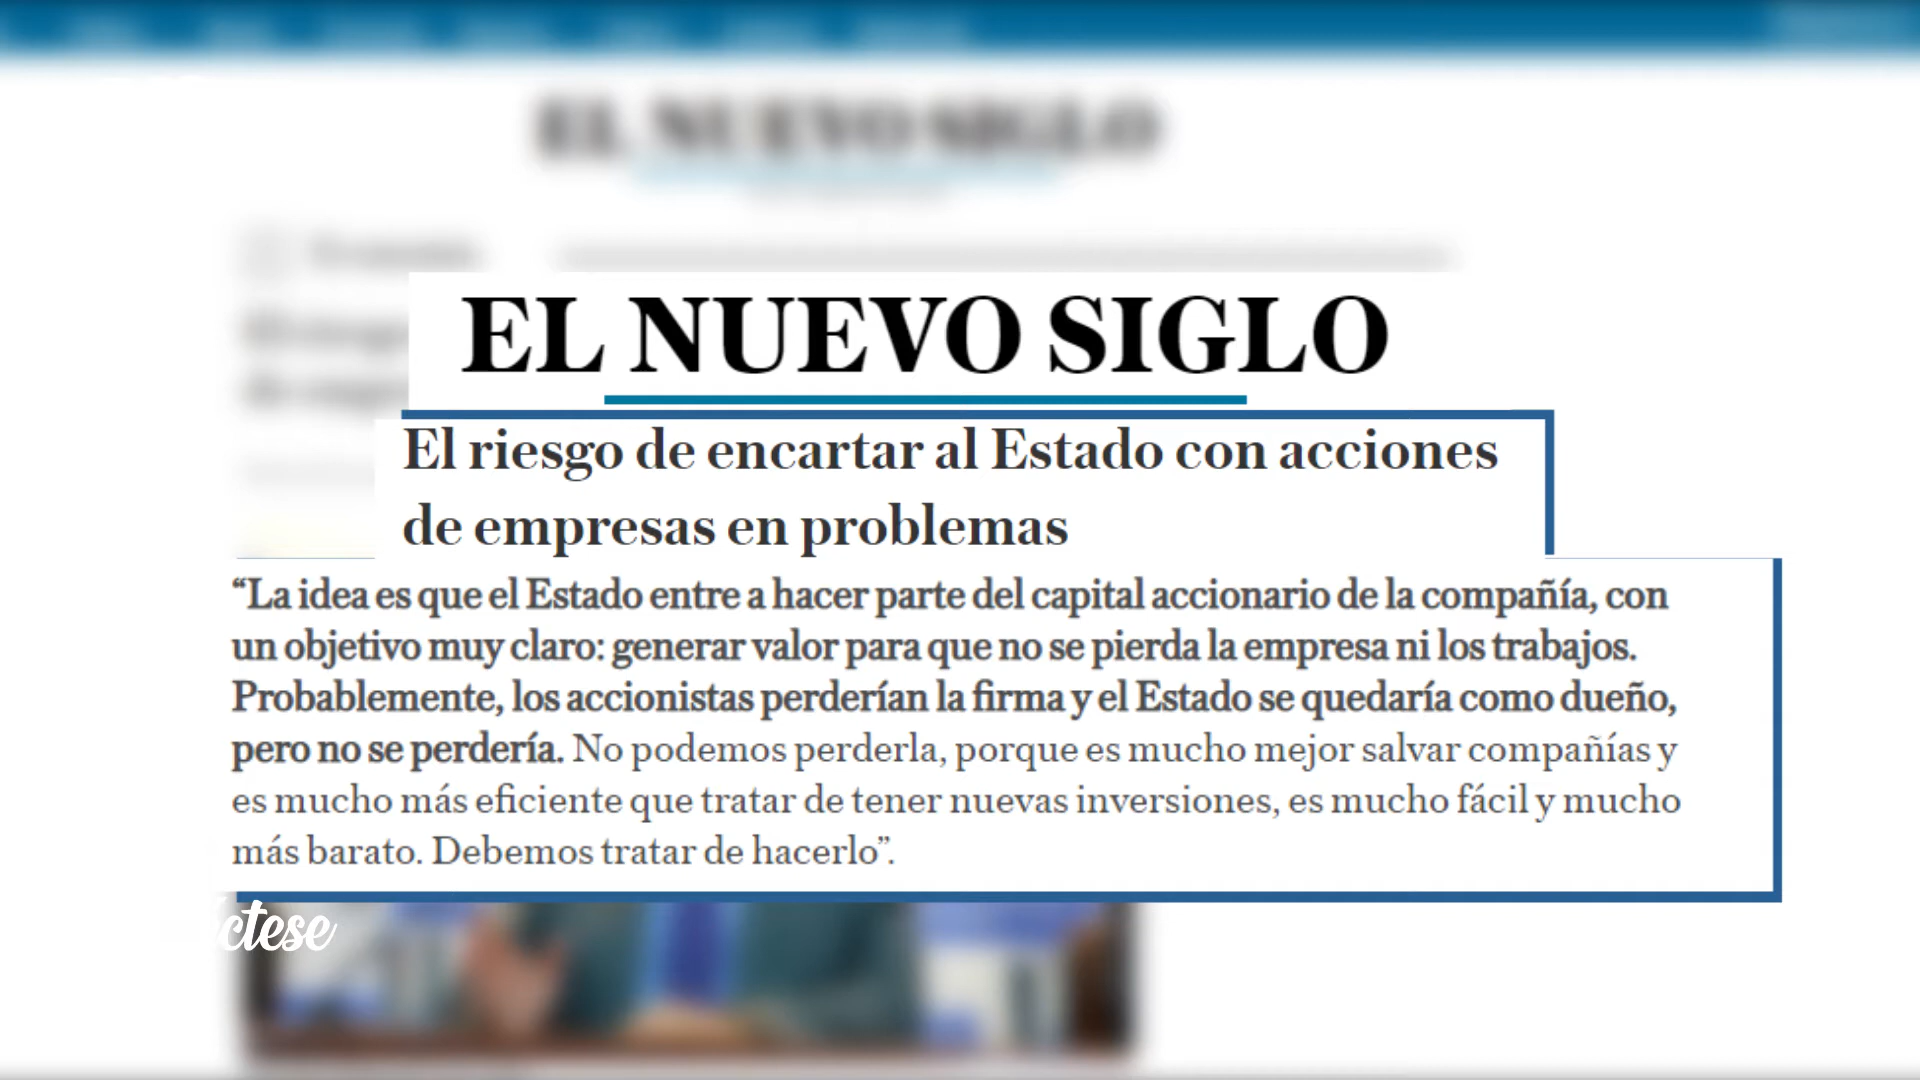 EL NUEVO SIGLO
EL NUEVO SIGLO
El riesgo de encartar al Estado con acciones
de empresas en problemas
“La idea es que el Estado entre a hacer parte del capital accionario de la compañía, con
un objetivo muy claro: generar valor para que no se pierda la empresa ni los trabajos.
Probablemente, los accionistas perderían la firma y el Estado se quedaría como dueño,
pero no se perdería. No podemos perderla, porque es mucho mejor salvar compañías y
es mucho más eficiente que tratar de tener nuevas inversiones, es mucho fácil y mucho
más barato. Debemos tratar de hacerlo”.